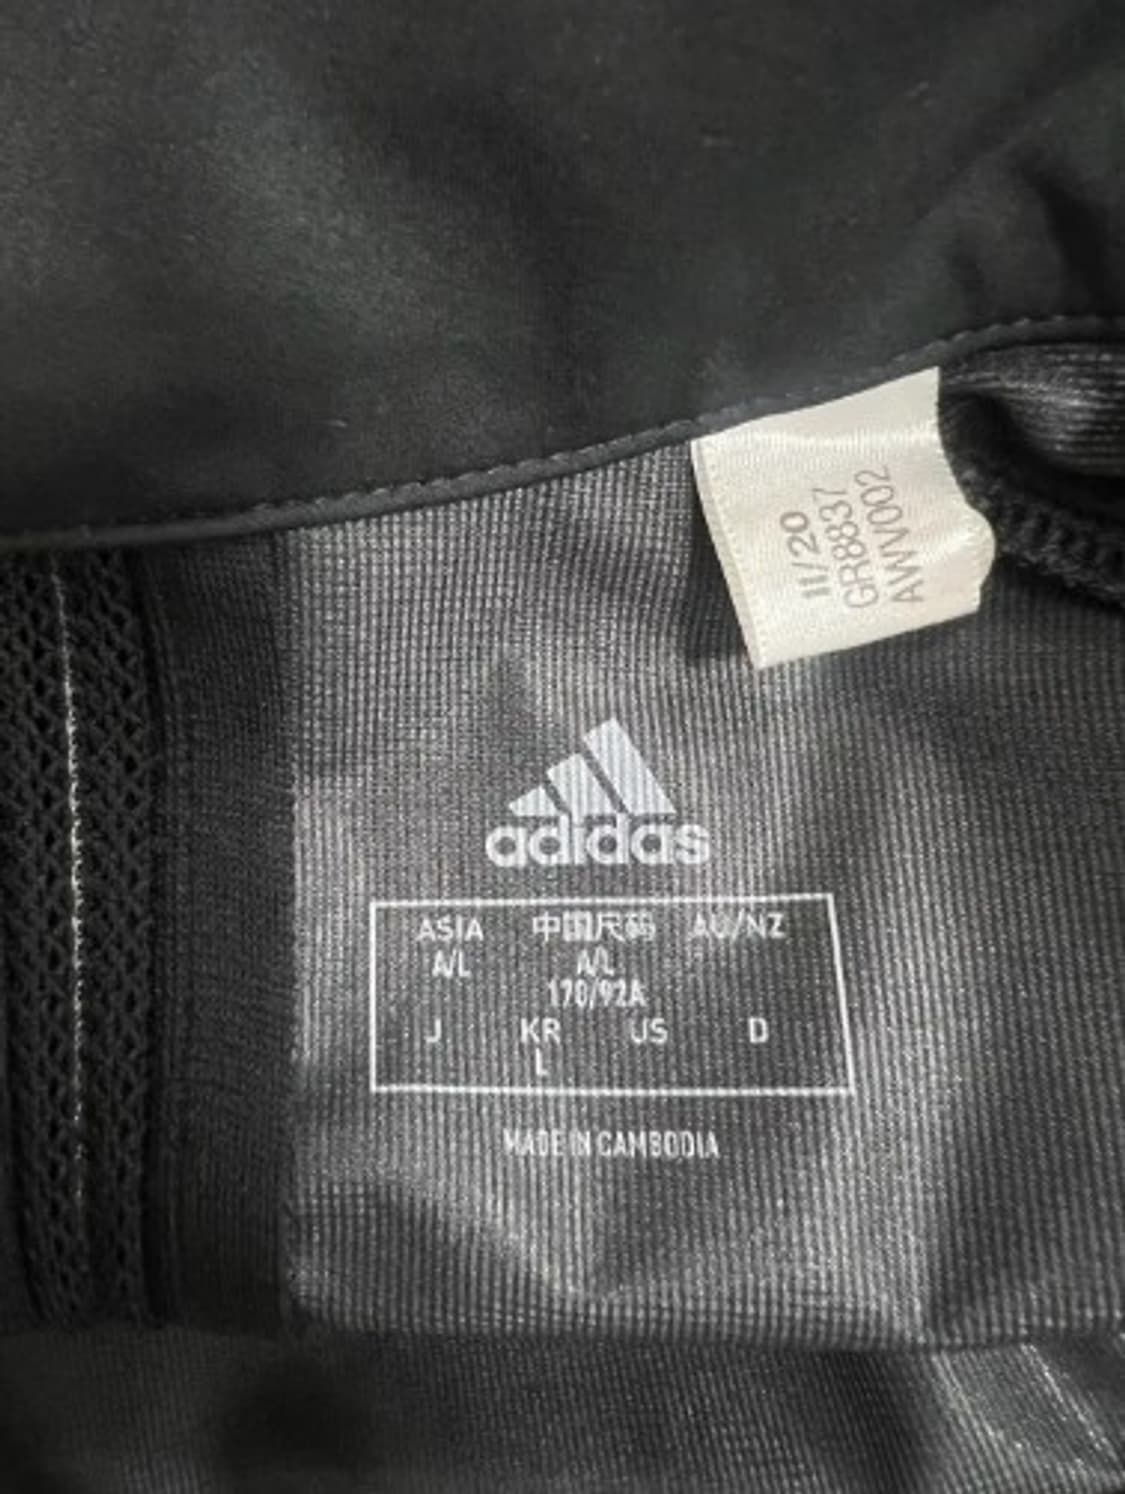 11/20
GR8837
AWV002
adidas
ASIA 中国尺码 AU/NZ
A/L A/L
170/92A
J KR US D
L
MADE IN CAMBODIA